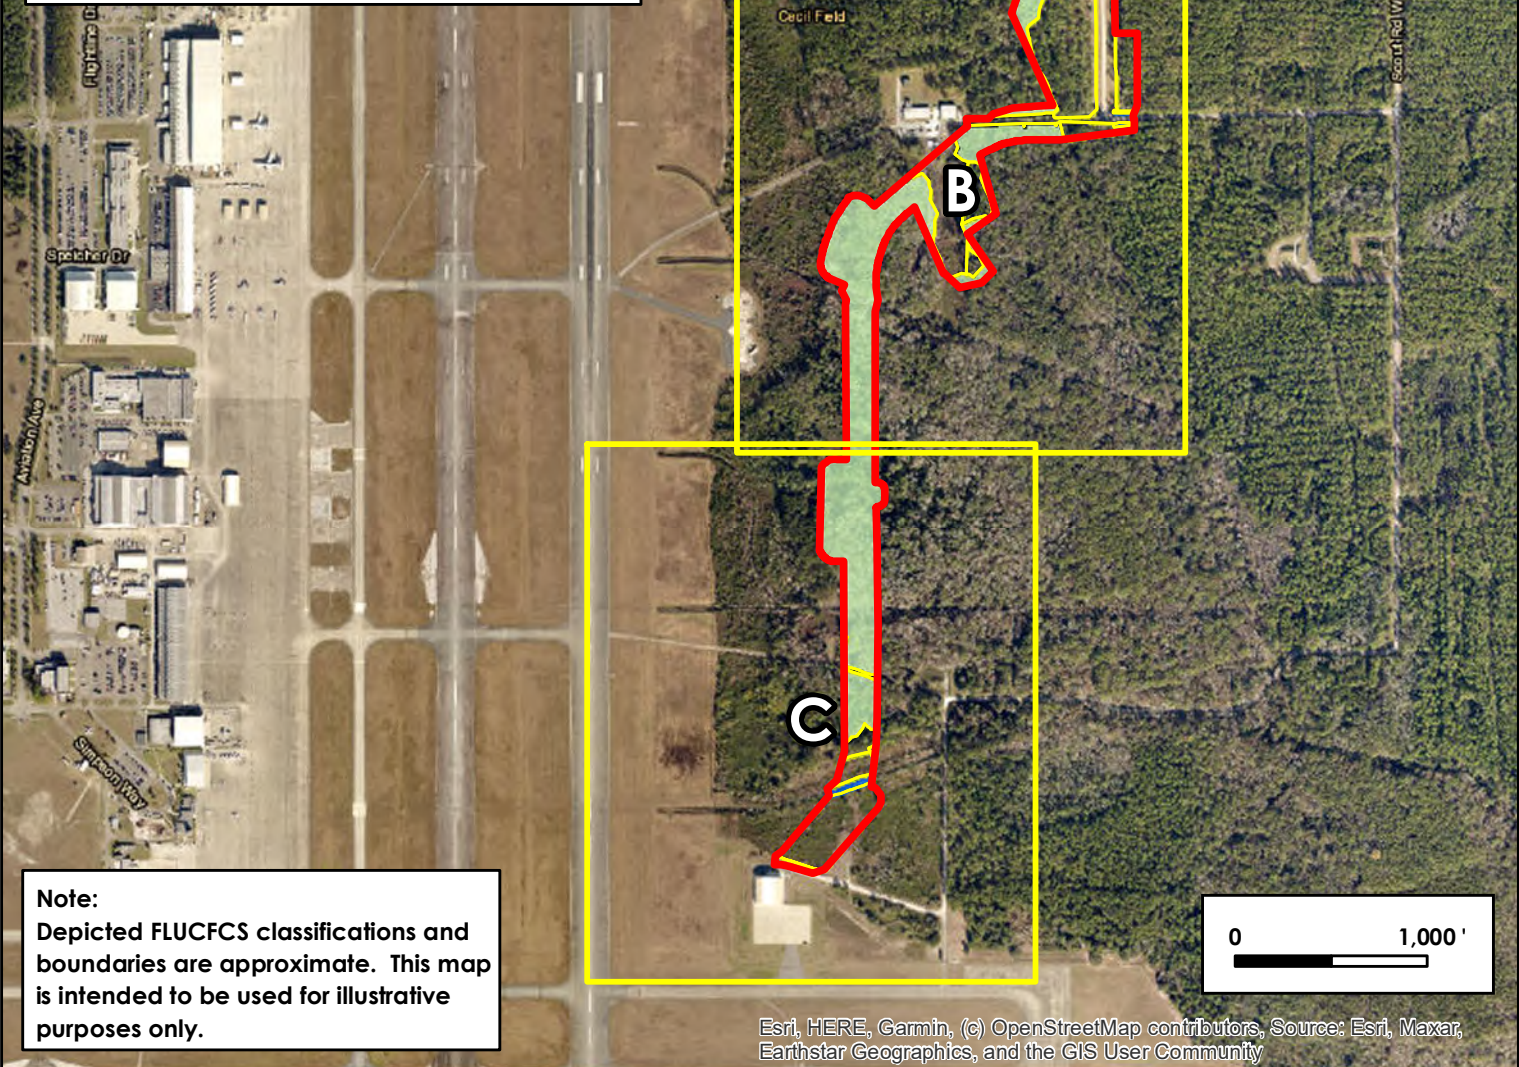 Cecil Field
Flightline Dr
Scout Rd W
B
Speicher Dr
Aviation Ave
C
Simpson Way
Note:
Depicted FLUCFCS classifications and
boundaries are approximate. This map
is intended to be used for illustrative
purposes only.
0 1,000 '
Esri, HERE, Garmin, (c) OpenStreetMap contributors, Source: Esri, Maxar,
Earthstar Geographics, and the GIS User Community